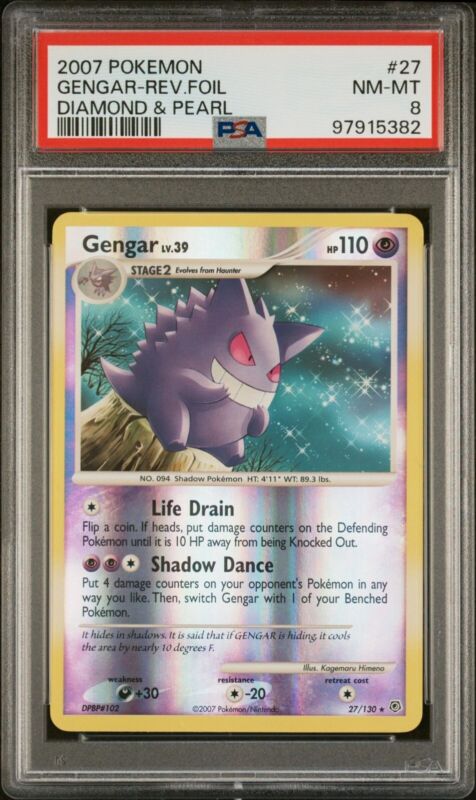 2007 POKEMON #27
GENGAR-REV.FOIL NM-MT
DIAMOND & PEARL 8
PSA 97915382
Gengar LV.39 HP 110
STAGE2 Evolves from Haunter
NO. 094 Shadow Pokémon HT: 4'11" WT: 89.3 lbs.
Life Drain
Flip a coin. If heads, put damage counters on the Defending
Pokémon until it is 10 HP away from being Knocked Out.
Shadow Dance
Put 4 damage counters on your opponent's Pokémon in any
way you like. Then, switch Gengar with 1 of your Benched
Pokémon.
It hides in shadows. It is said that if GENGAR is hiding, it cools
the area by nearly 10 degrees F.
Illus. Kagemaru Himeno
weakness resistance retreat cost
+30 -20
DPBP#102 ©2007 Pokémon/Nintendo 27/130 ★
PSA